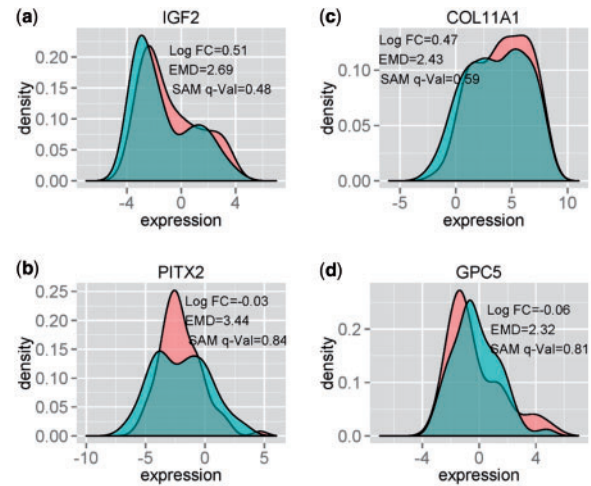 (a)
IGF2
Log FC=0.51
EMD=2.69
SAM q-Val=0.48
density
0.20
0.15
0.10
0.05
0.00
-4
0
4
expression
(c)
COL11A1
Log FC=0.47
EMD=2.43
SAM q-Val=0.59
density
0.10
0.05
0.00
-5
0
5
10
expression
(b)
PITX2
Log FC=-0.03
EMD=3.44
SAM q-Val=0.84
density
0.25
0.20
0.15
0.10
0.05
0.00
-10
-5
0
5
expression
(d)
GPC5
Log FC=-0.06
EMD=2.32
SAM q-Val=0.81
density
0.2
0.1
0.0
-4
0
4
expression